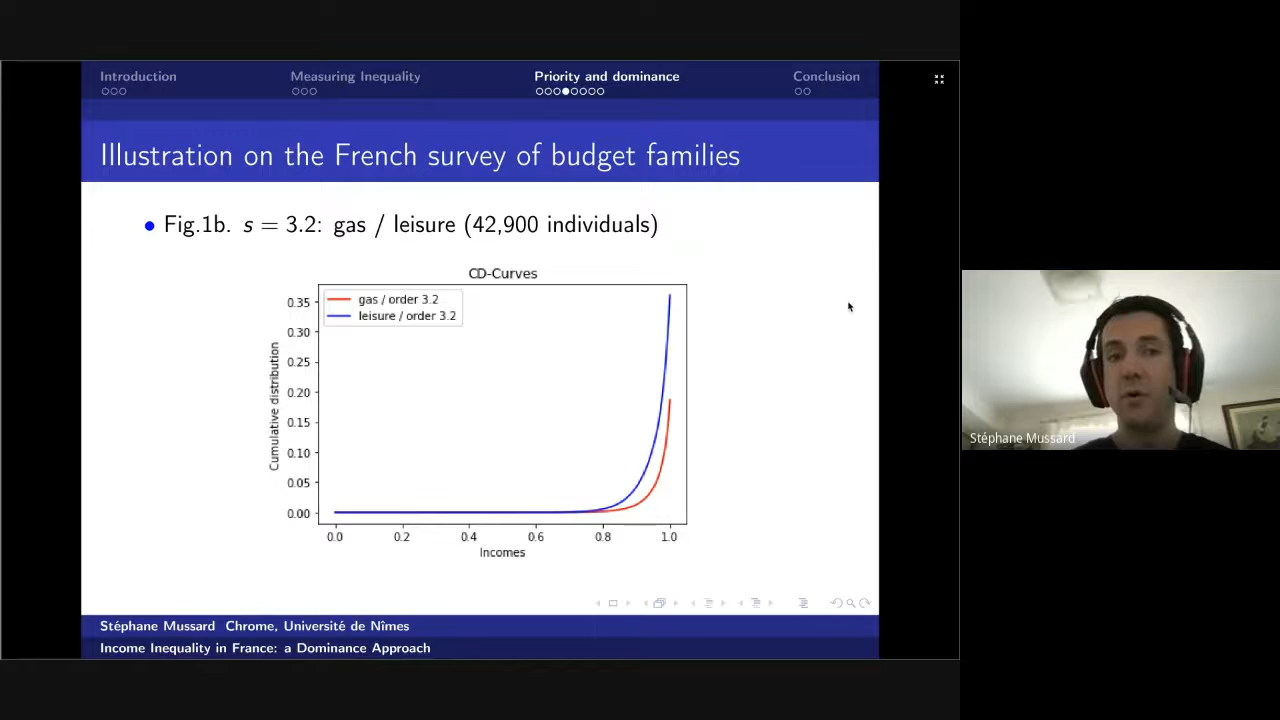 Introduction Measuring Inequality Priority and dominance Conclusion
Illustration on the French survey of budget families
Fig.1b. s = 3.2: gas / leisure (42,900 individuals)
CD-Curves
gas / order 3.2
leisure / order 3.2
Cumulative distribution
0.35
0.30
0.25
0.20
0.15
0.10
0.05
0.00
0.0 0.2 0.4 0.6 0.8 1.0
Incomes
Stéphane Mussard Chrome, Université de Nîmes
Income Inequality in France: a Dominance Approach
Stéphane Mussard